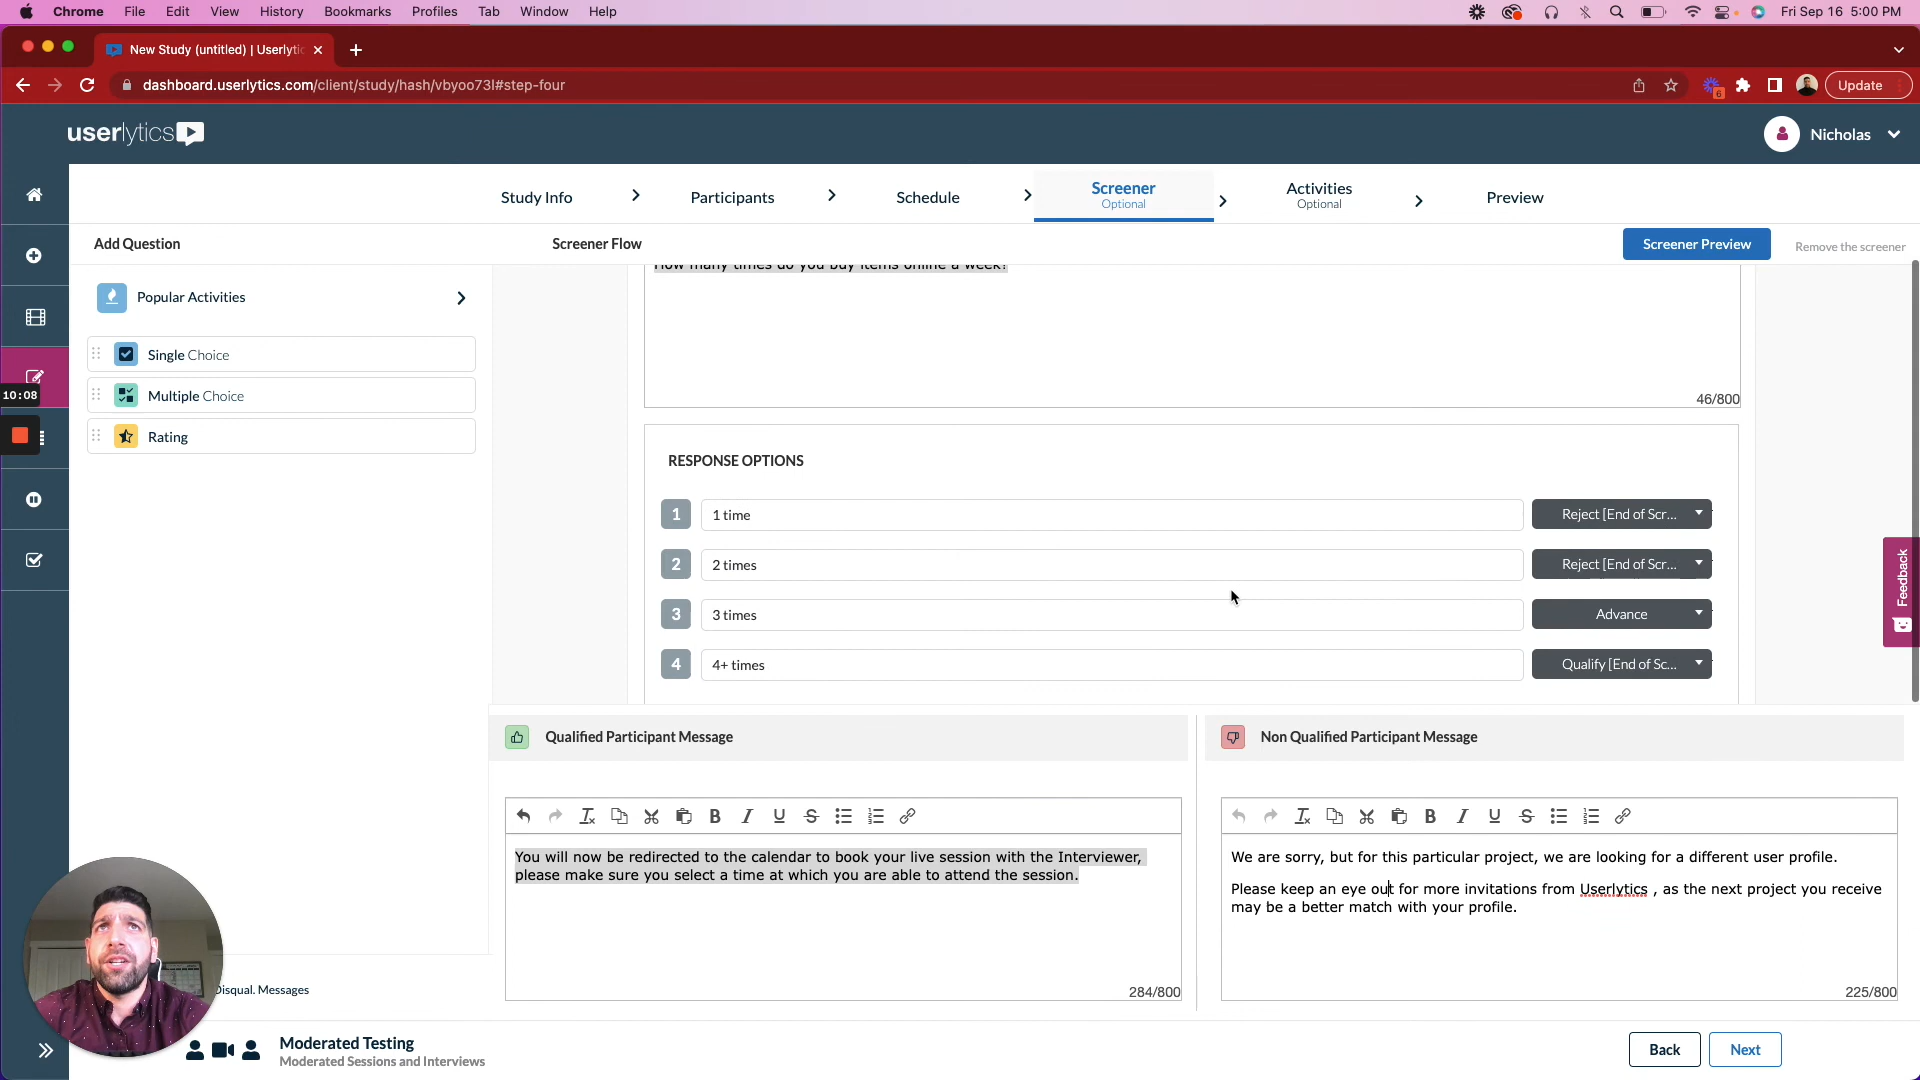 Chrome File Edit View History Bookmarks Profiles Tab Window Help
Fri Sep 16 5:00 PM
New Study (untitled) | Userlytic
dashboard.userlytics.com/client/study/hash/vbyoo73l#step-four
6
Update
userlytics
Nicholas
Study Info
Participants
Schedule
Screener
Optional
Activities
Optional
Preview
Add Question
Screener Flow
Screener Preview
Remove the screener
How many times do you buy items online a week?
Popular Activities
Single Choice
Multiple Choice
Rating
10:08
46/800
RESPONSE OPTIONS
1 1 time Reject [End of Scr...
2 2 times Reject [End of Scr...
3 3 times Advance
4 4+ times Qualify [End of Sc...
Feedback
Qualified Participant Message
Non Qualified Participant Message
You will now be redirected to the calendar to book your live session with the Interviewer,
please make sure you select a time at which you are able to attend the session.
284/800
We are sorry, but for this particular project, we are looking for a different user profile.
Please keep an eye out for more invitations from Userlytics , as the next project you receive
may be a better match with your profile.
225/800
Disqual. Messages
Moderated Testing
Moderated Sessions and Interviews
Back
Next